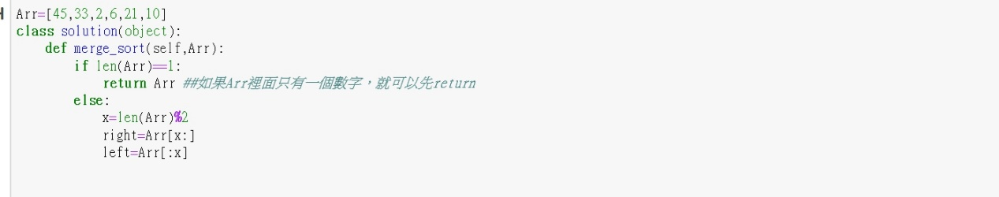 Arr=[45,33,2,6,21,10]
class solution(object):
    def merge_sort(self,Arr):
        if len(Arr)==1:
            return Arr ##如果Arr裡面只有一個數字，就可以先return
        else:
            x=len(Arr)%2
            right=Arr[x:]
            left=Arr[:x]